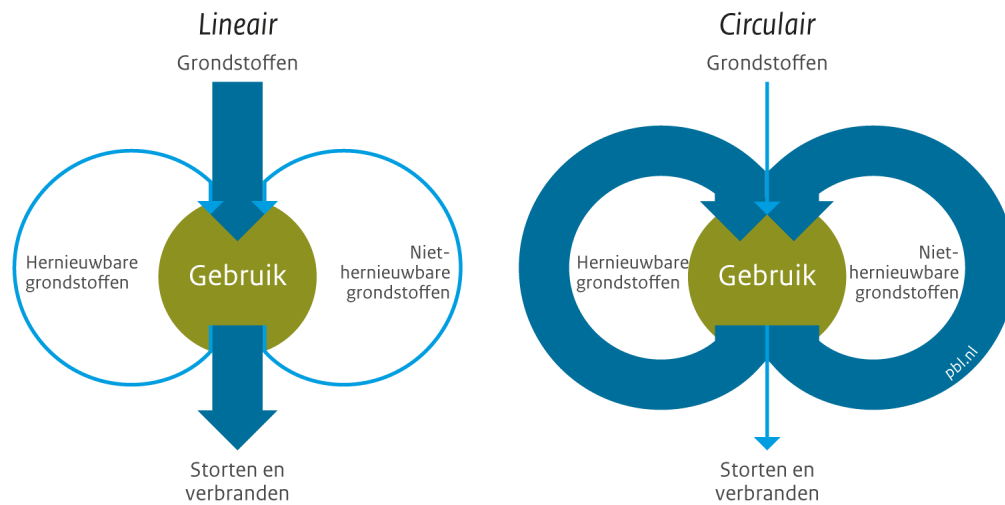 Lineair
Grondstoffen
Hernieuwbare
grondstoffen
Gebruik
Niet-
hernieuwbare
grondstoffen
Storten en
verbranden
Circulair
Grondstoffen
Hernieuwbare
grondstoffen
Gebruik
Niet-
hernieuwbare
grondstoffen
pbl.nl
Storten en
verbranden